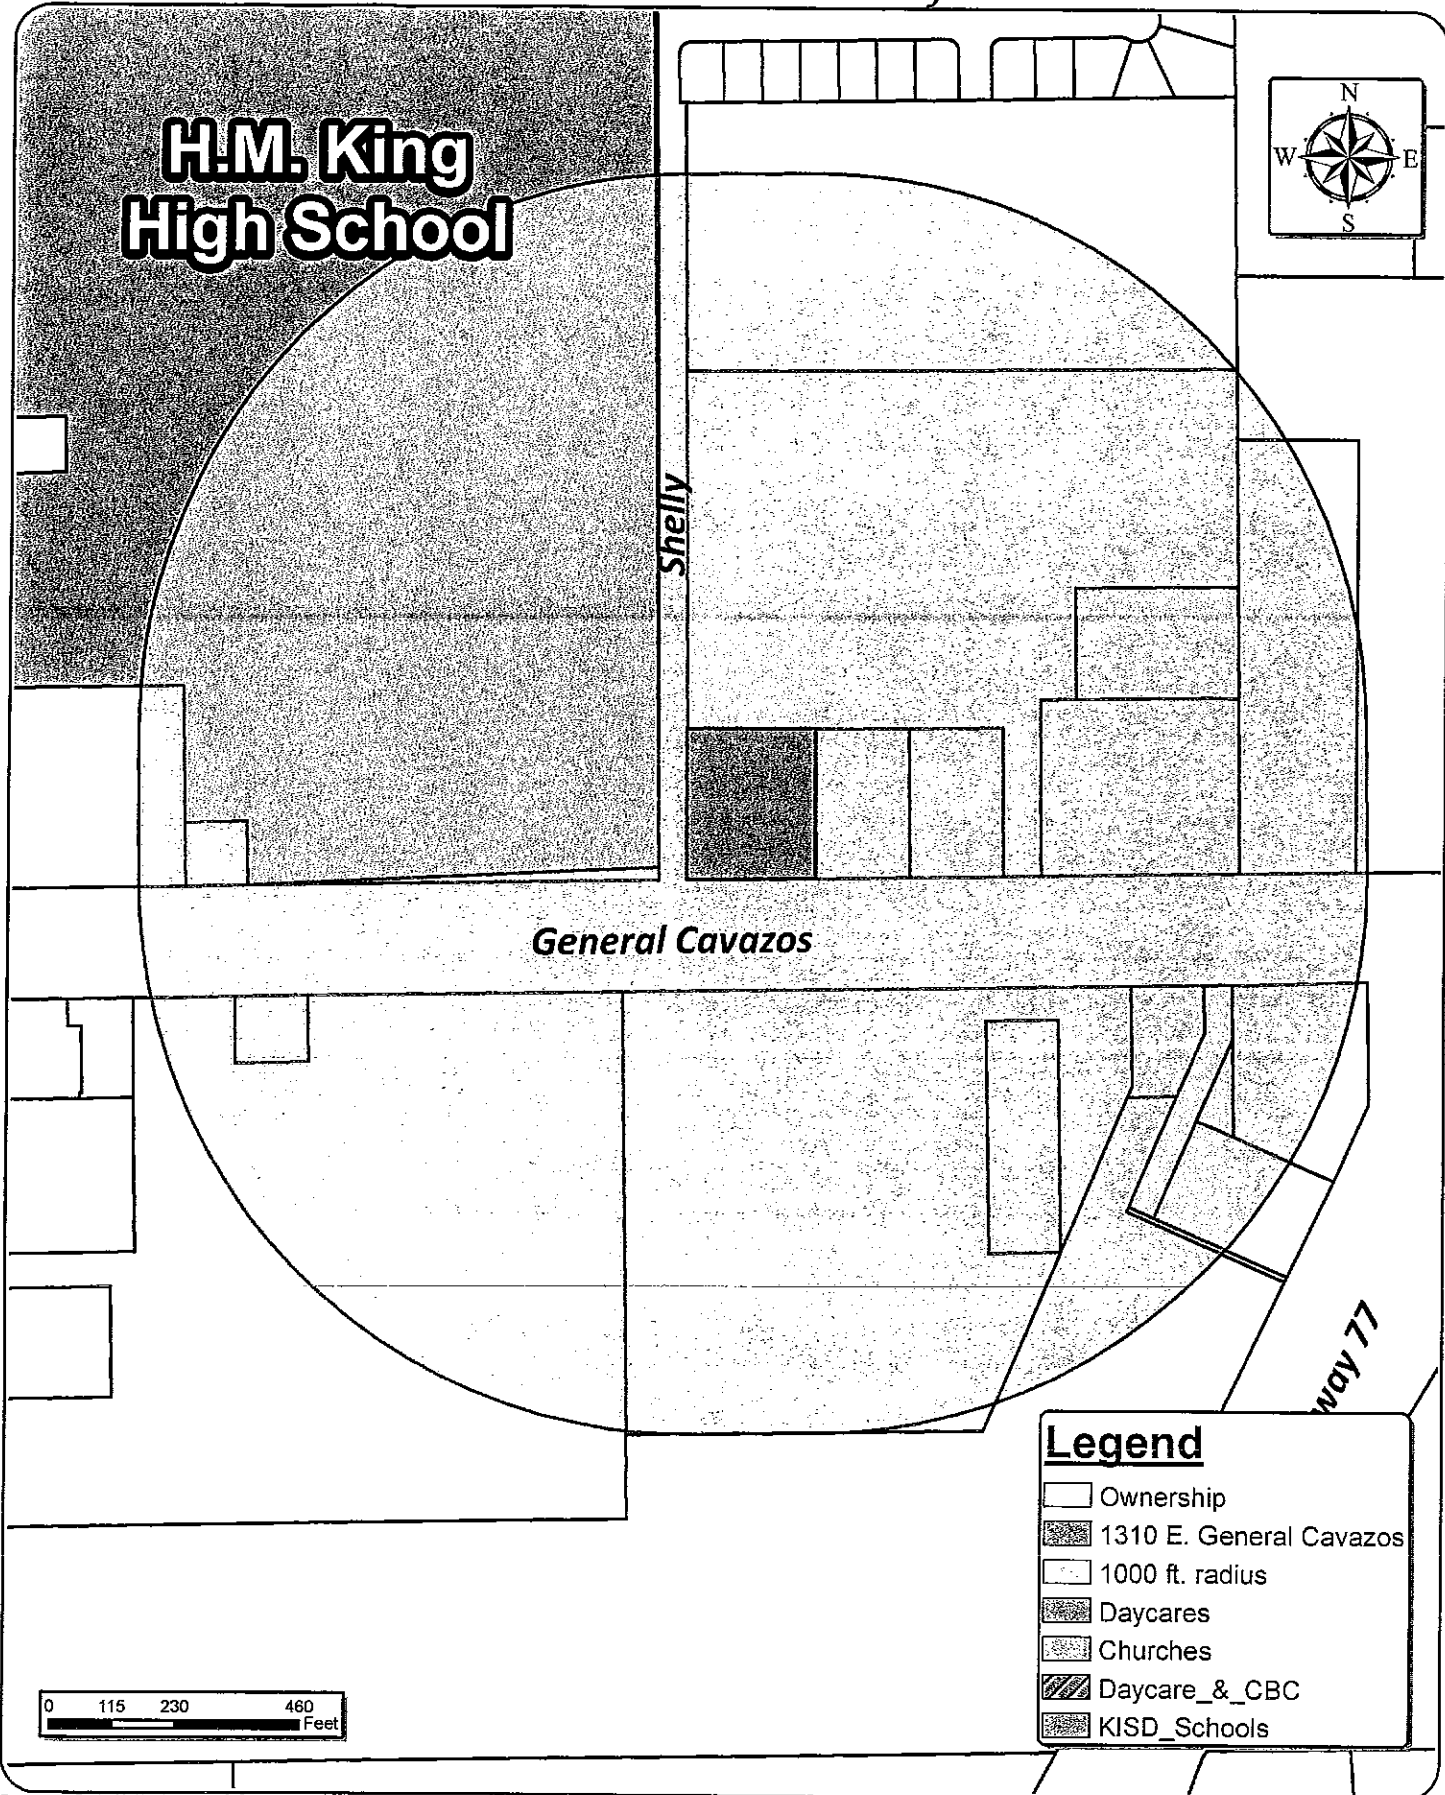 H.M. King
High School
N
W E
S
Shelly
General Cavazos
way 77
Legend
Ownership
1310 E. General Cavazos
1000 ft. radius
Daycares
Churches
Daycare_&_CBC
KISD_Schools
0 115 230 460
Feet